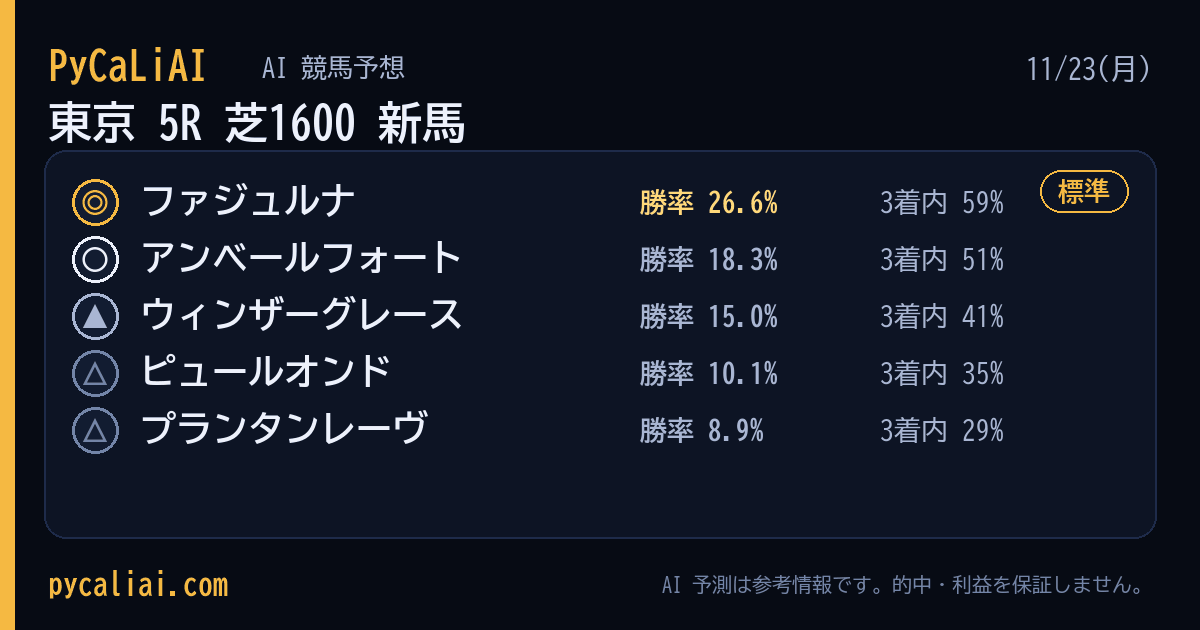 PyCaLiAI AI 競馬予想 11/23(月)
東京 5R 芝1600 新馬
◎ ファジュルナ 勝率 26.6% 3着内 59% 標準
○ アンベールフォート 勝率 18.3% 3着内 51%
▲ ウィンザーグレース 勝率 15.0% 3着内 41%
△ ピュールオンド 勝率 10.1% 3着内 35%
△ プランタンレーヴ 勝率 8.9% 3着内 29%
pycaliai.com AI 予測は参考情報です。的中・利益を保証しません。